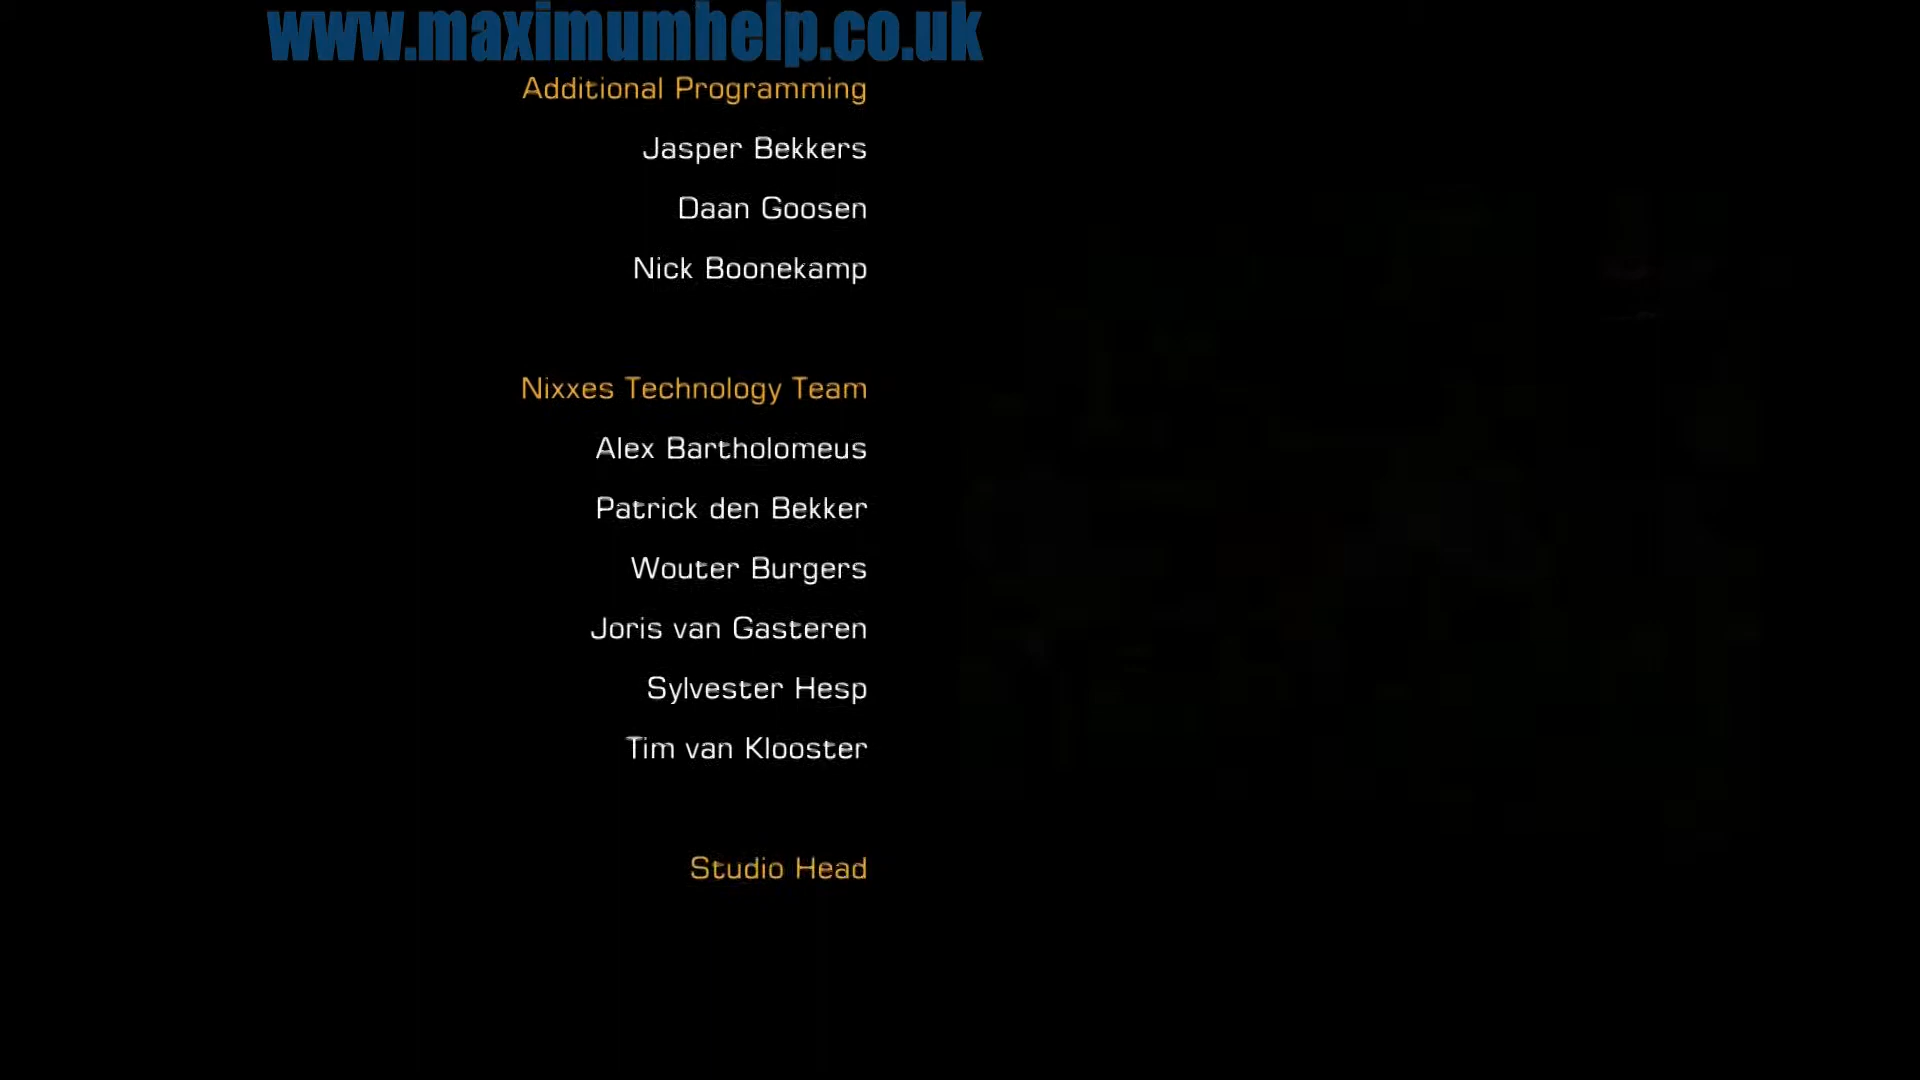 www.maximumhelp.co.uk
Additional Programming
Jasper Bekkers
Daan Goosen
Nick Boonekamp
Nixxes Technology Team
Alex Bartholomeus
Patrick den Bekker
Wouter Burgers
Joris van Gasteren
Sylvester Hesp
Tim van Klooster
Studio Head